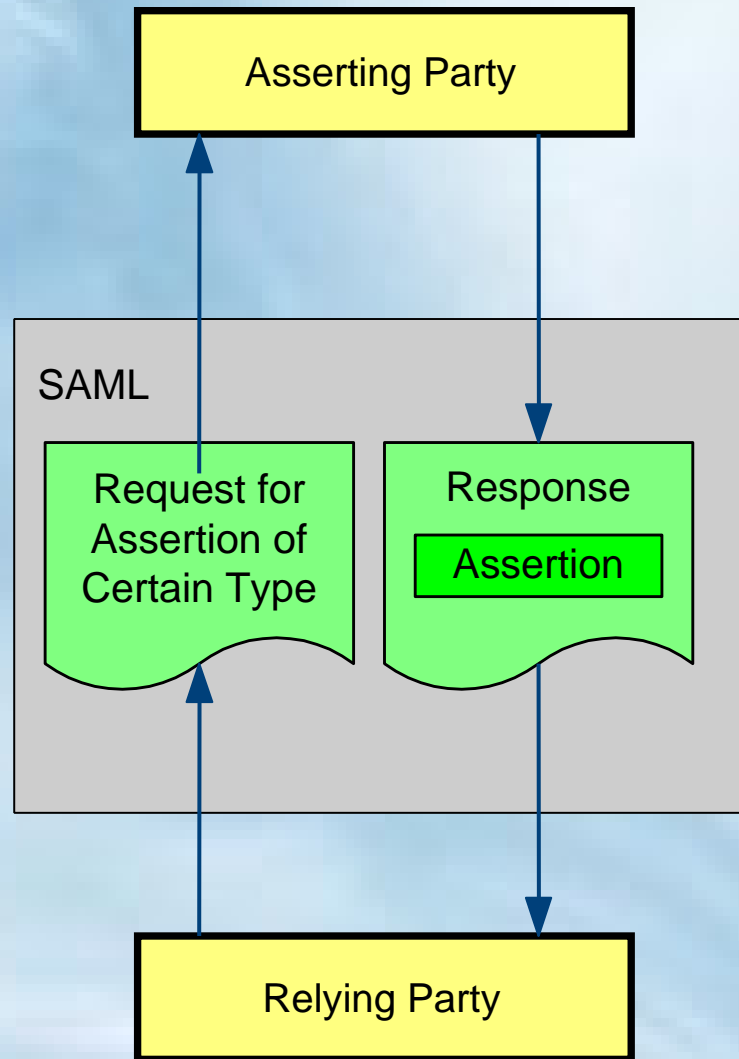 Asserting Party
SAML
Request for
Assertion of
Certain Type
Response
Assertion
Relying Party